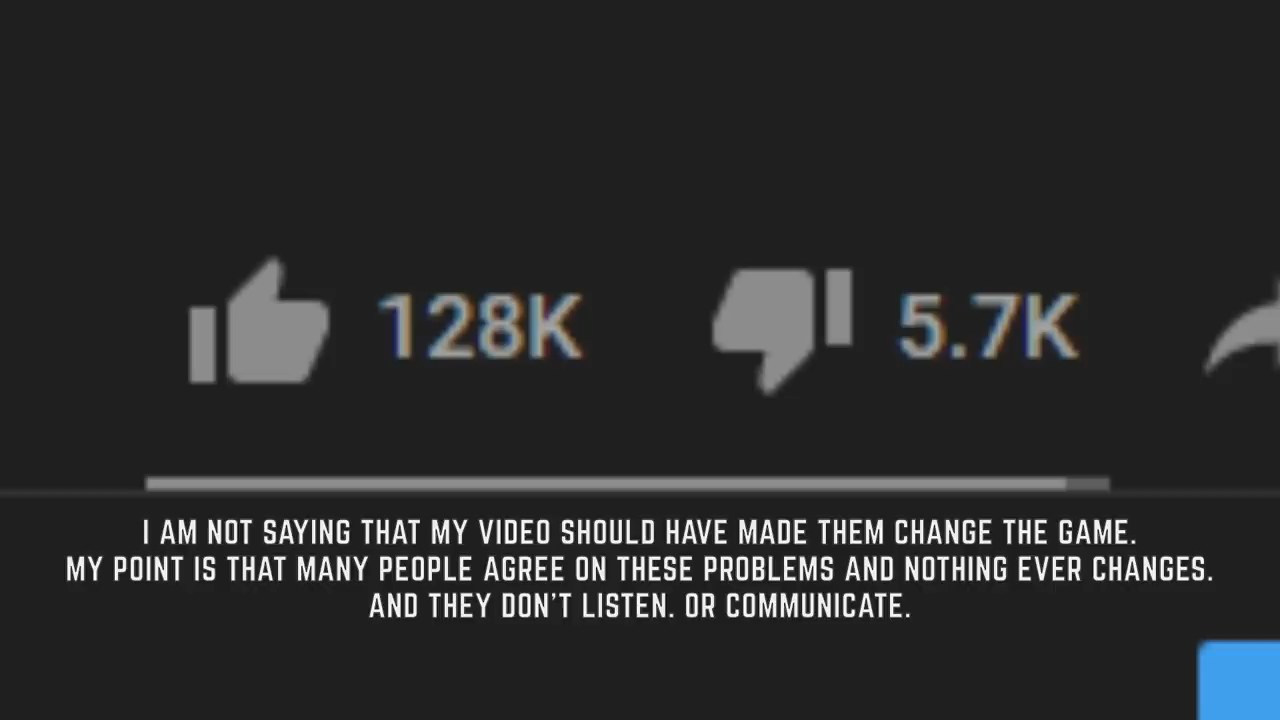 128K 5.7K
I AM NOT SAYING THAT MY VIDEO SHOULD HAVE MADE THEM CHANGE THE GAME.
MY POINT IS THAT MANY PEOPLE AGREE ON THESE PROBLEMS AND NOTHING EVER CHANGES.
AND THEY DON'T LISTEN. OR COMMUNICATE.